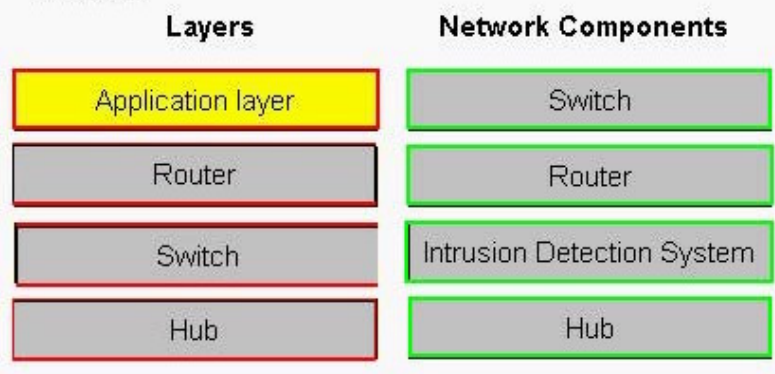 Layers
Network Components
Application layer
Switch
Router
Router
Switch
Intrusion Detection System
Hub
Hub